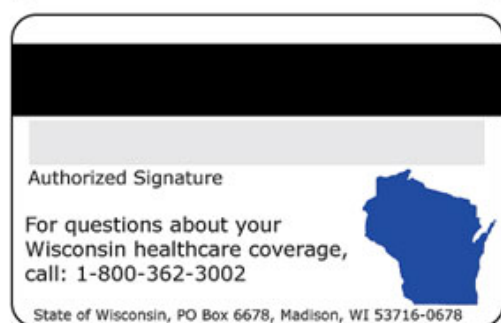 Authorized Signature
For questions about your
Wisconsin healthcare coverage,
call: 1-800-362-3002
State of Wisconsin, PO Box 6678, Madison, WI 53716-0678